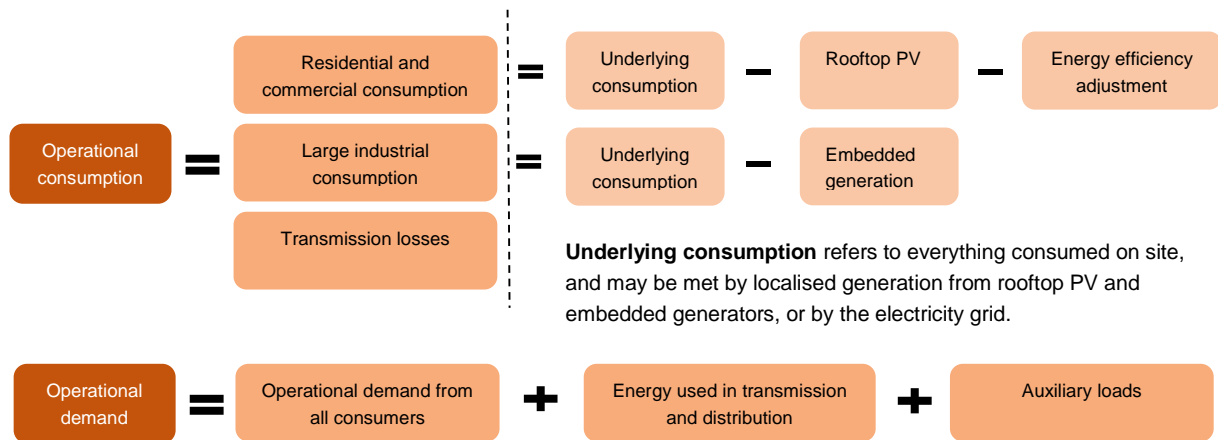 Residential and
commercial consumption
=
Underlying
consumption
–
Rooftop PV
–
Energy efficiency
adjustment
Operational
consumption
=
Large industrial
consumption
=
Underlying
consumption
–
Embedded
generation
Transmission losses
Underlying consumption refers to everything consumed on site,
and may be met by localised generation from rooftop PV and
embedded generators, or by the electricity grid.
Operational
demand
=
Operational demand from
all consumers
+
Energy used in transmission
and distribution
+
Auxiliary loads